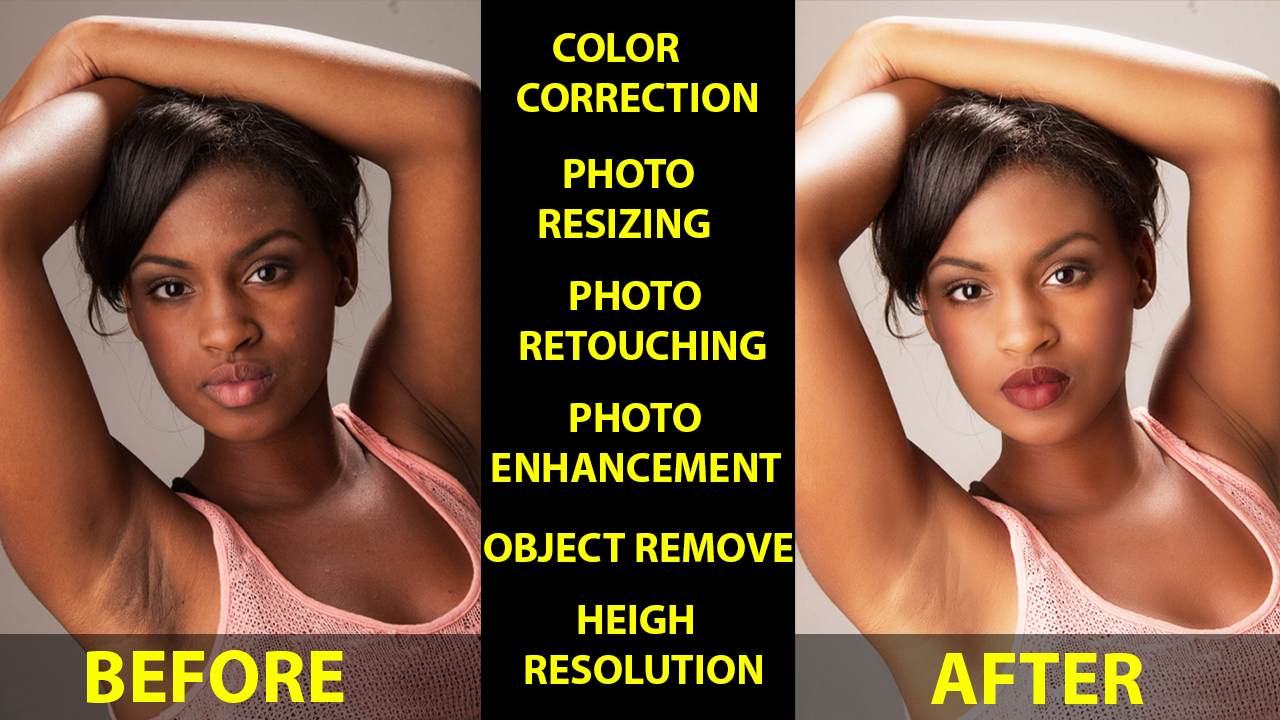 COLOR
CORRECTION
PHOTO
RESIZING
PHOTO
RETOUCHING
PHOTO
ENHANCEMENT
OBJECT REMOVE
HEIGH
RESOLUTION
BEFORE
AFTER